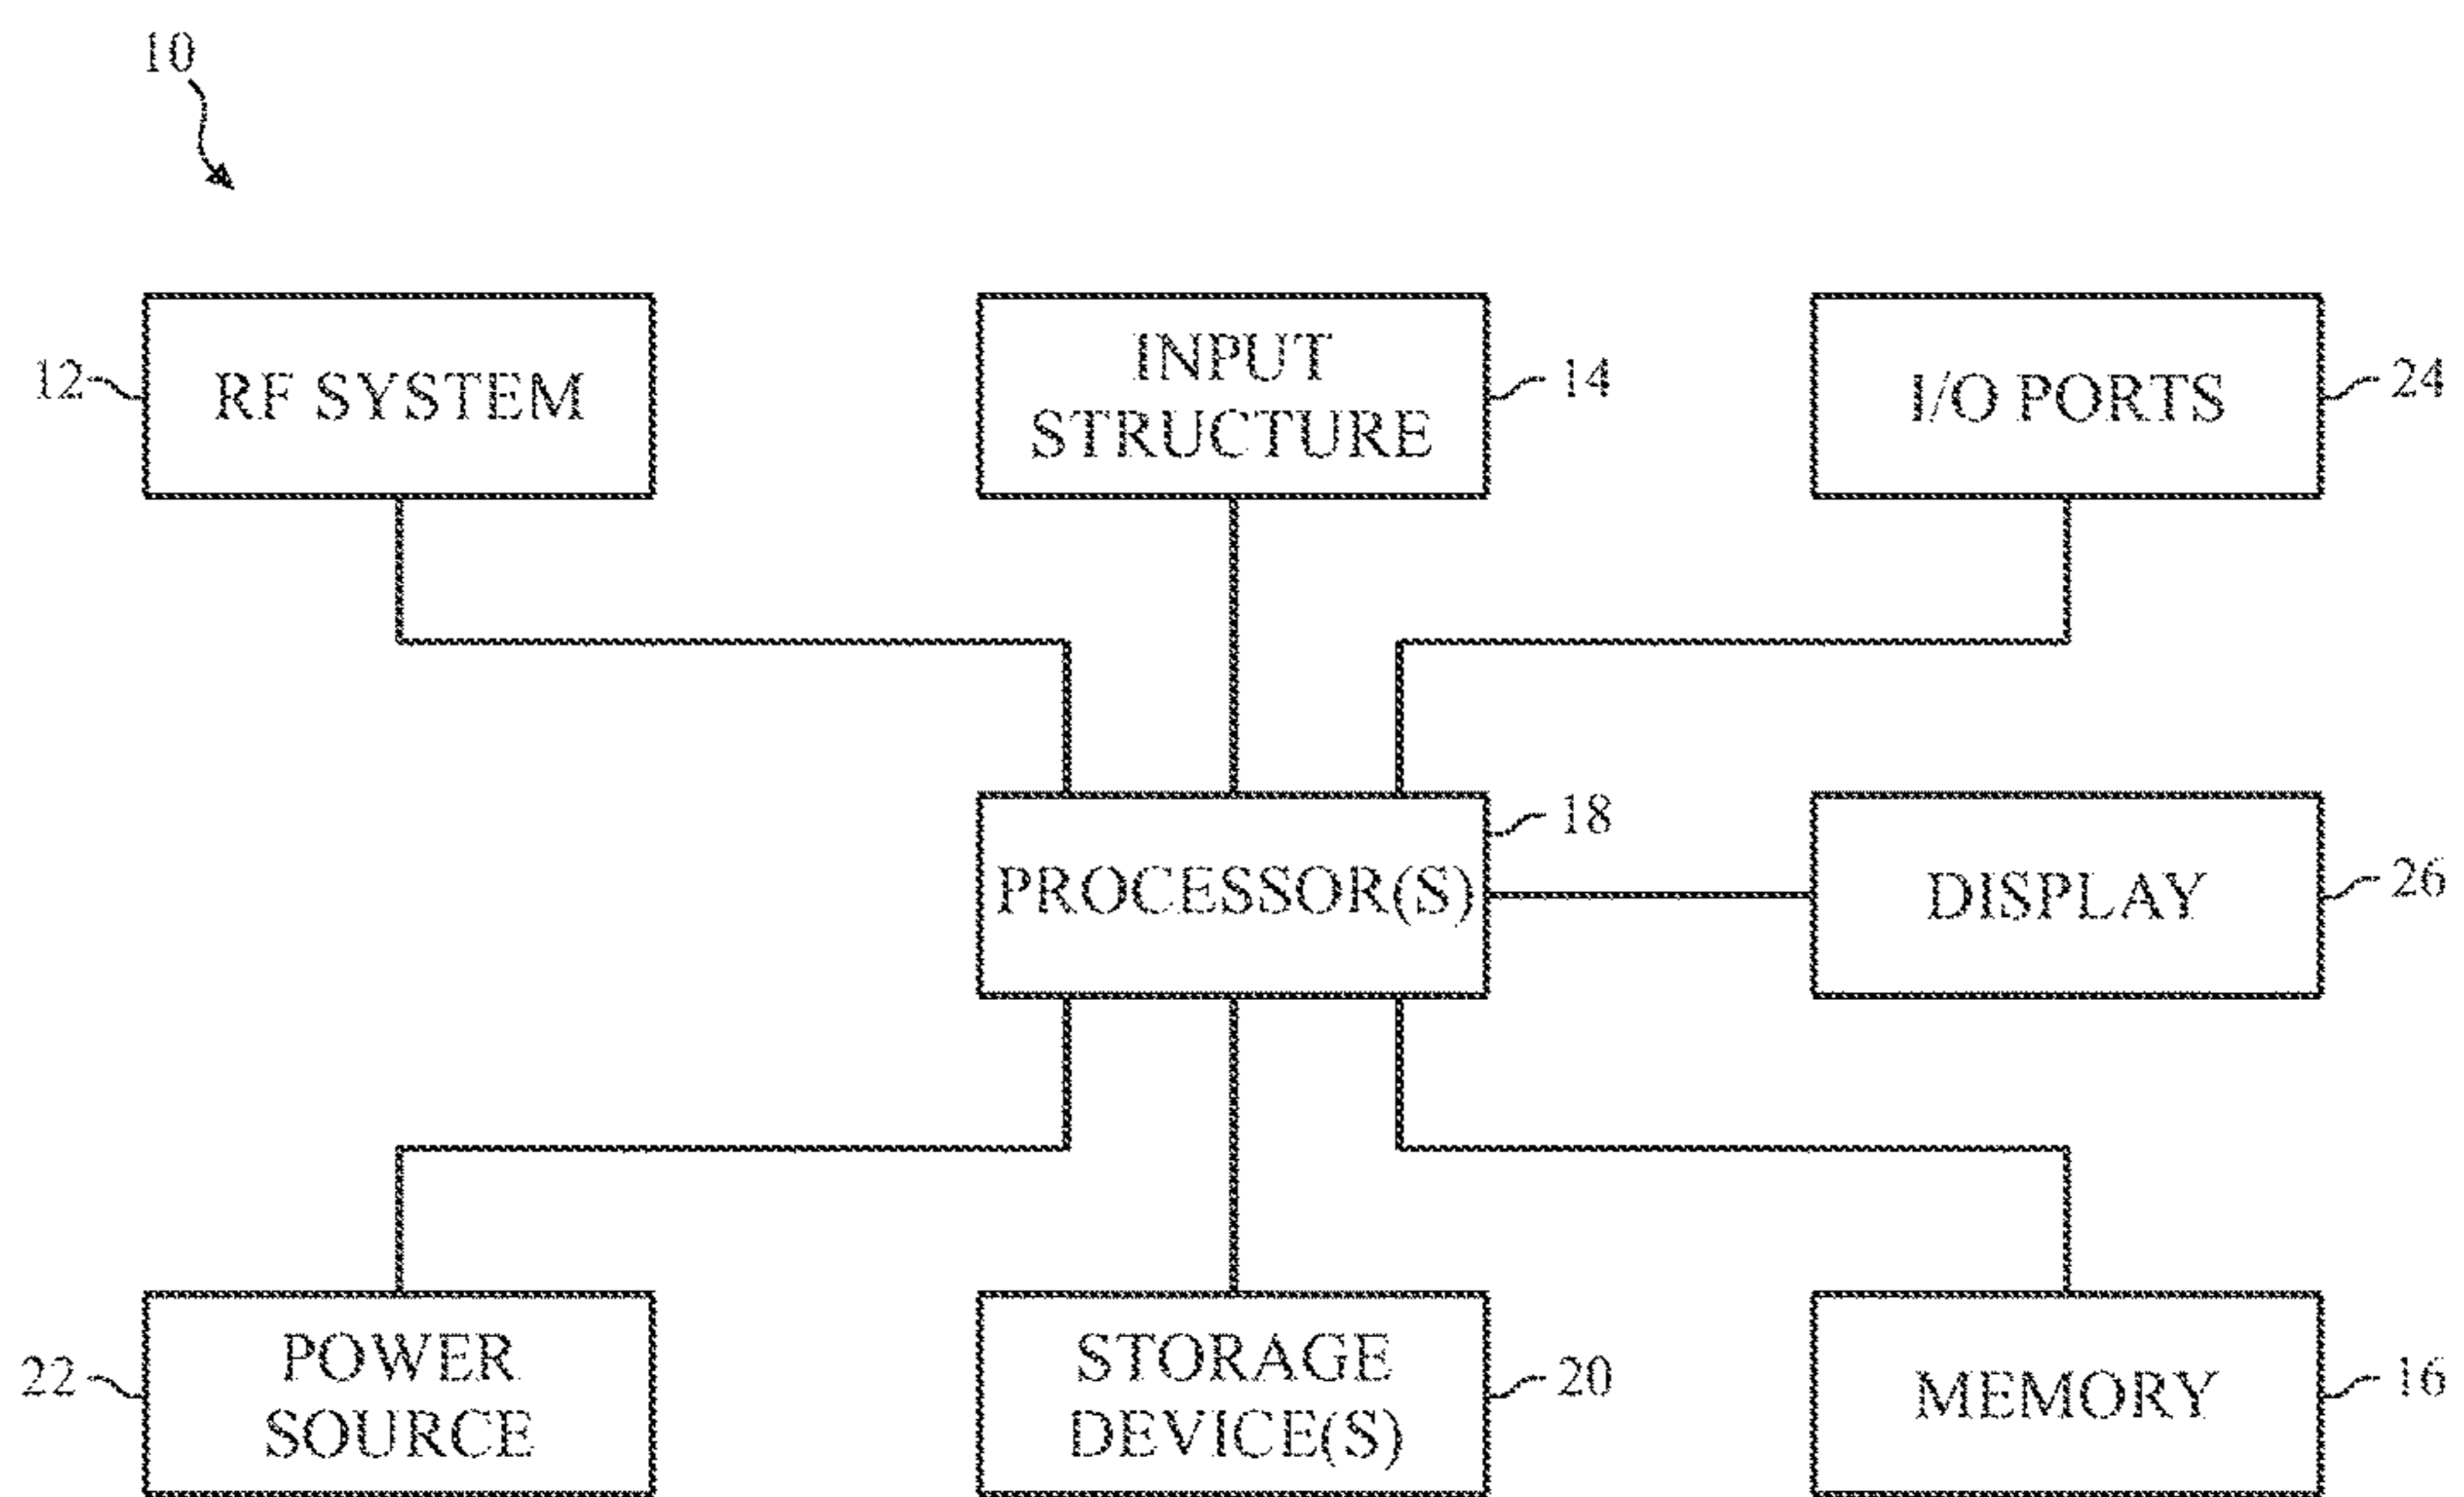 10
12
RF SYSTEM
INPUT
STRUCTURE
14
I/O PORTS
24
PROCESSOR(S)
18
DISPLAY
26
22
POWER
SOURCE
STORAGE
DEVICE(S)
20
MEMORY
16